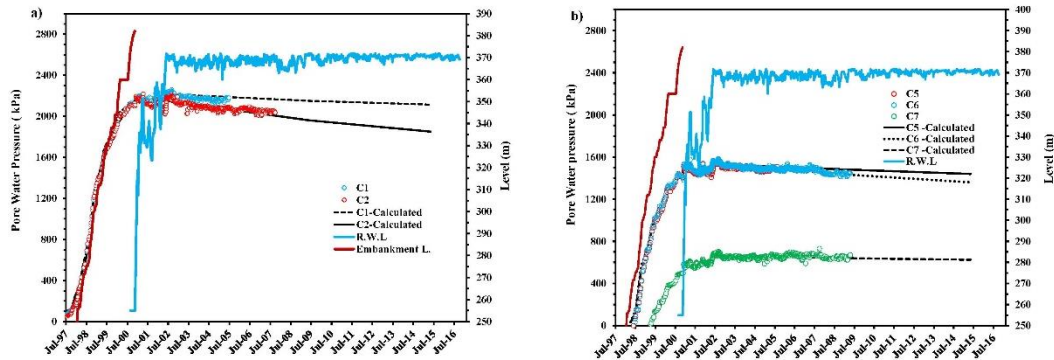 a)
Pore Water Pressure ( kPa)
2800
2400
2000
1600
1200
800
400
0
390
380
370
360
350
340
330
320
310
300
290
280
270
260
250
Level (m)
C1
C2
C1-Calculated
C2-Calculated
R.W.L
Embankment L.
Jul-97
Jul-98
Jul-99
Jul-00
Jul-01
Jul-02
Jul-03
Jul-04
Jul-05
Jul-06
Jul-07
Jul-08
Jul-09
Jul-10
Jul-11
Jul-12
Jul-13
Jul-14
Jul-15
Jul-16
b)
Pore Water pressure ( kPa)
3000
2400
1800
1200
600
0
400
390
380
370
360
350
340
330
320
310
300
290
280
270
260
250
Level (m)
C5
C6
C7
C5 -Calculated
C6 -Calculated
C7 -Calculated
R.W.L
Jul-97
Jul-98
Jul-99
Jul-00
Jul-01
Jul-02
Jul-03
Jul-04
Jul-05
Jul-06
Jul-07
Jul-08
Jul-09
Jul-10
Jul-11
Jul-12
Jul-13
Jul-14
Jul-15
Jul-16